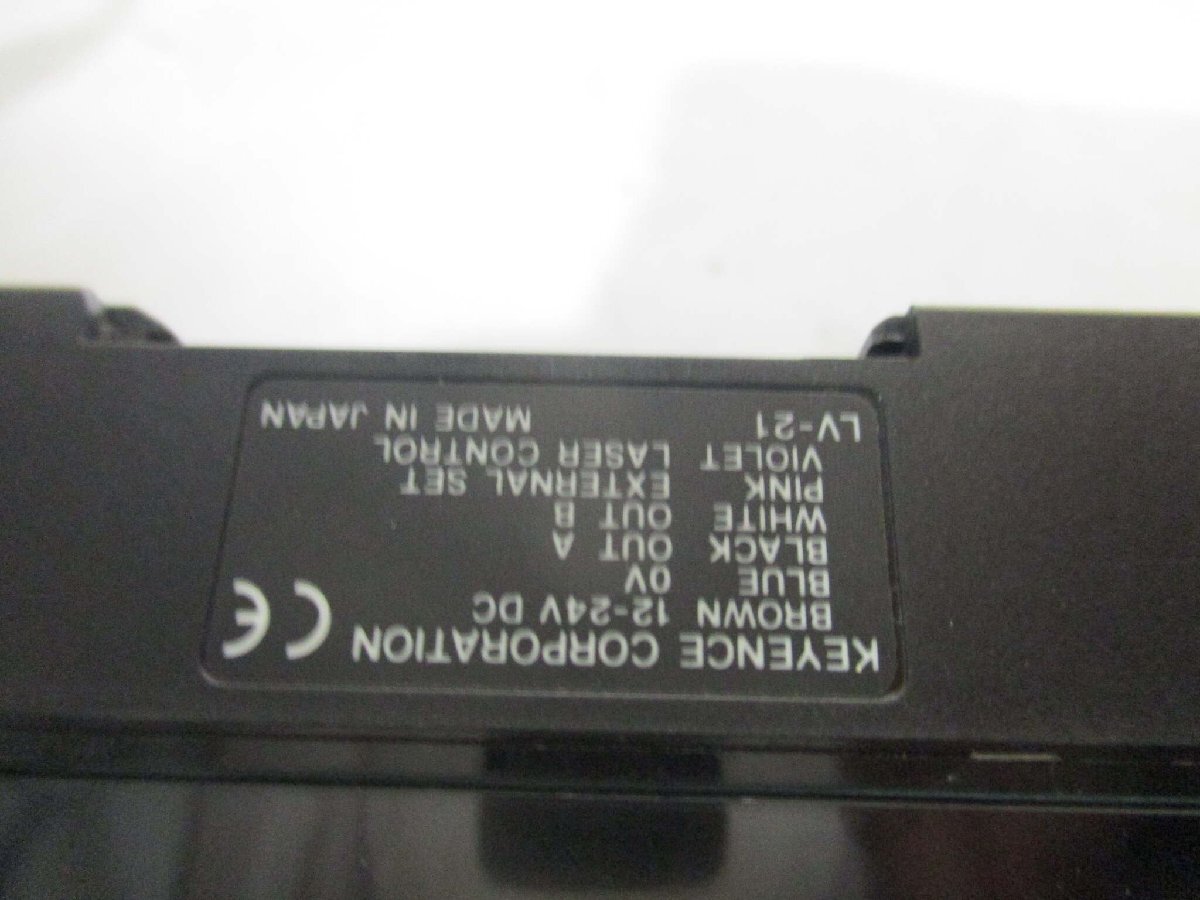 KEYENCE CORPORATION
BROWN 12-24V DC
BLUE 0V
BLACK OUT A
WHITE OUT B
PINK EXTERNAL SET
VIOLET LASER CONTROL
LV-21 MADE IN JAPAN
CE